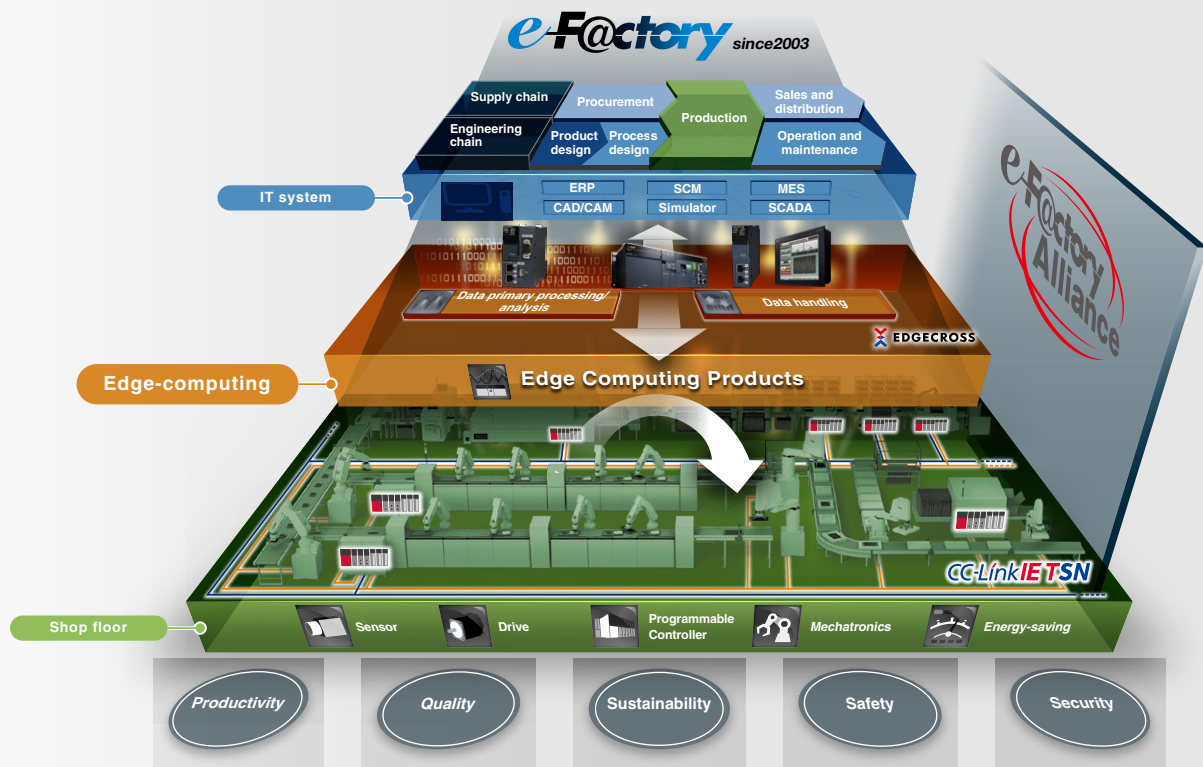 e-F@ctory since2003
Supply chain
Procurement
Production
Sales and
distribution
Engineering
chain
Product
design
Process
design
Operation and
maintenance
IT system
ERP
SCM
MES
CAD/CAM
Simulator
SCADA
Data primary processing/
analysis
Data handling
EDGECROSS
Edge-computing
Edge Computing Products
e-F@ctory
Alliance
CC-Link IE TSN
Shop floor
Sensor
Drive
Programmable
Controller
Mechatronics
Energy-saving
Productivity
Quality
Sustainability
Safety
Security